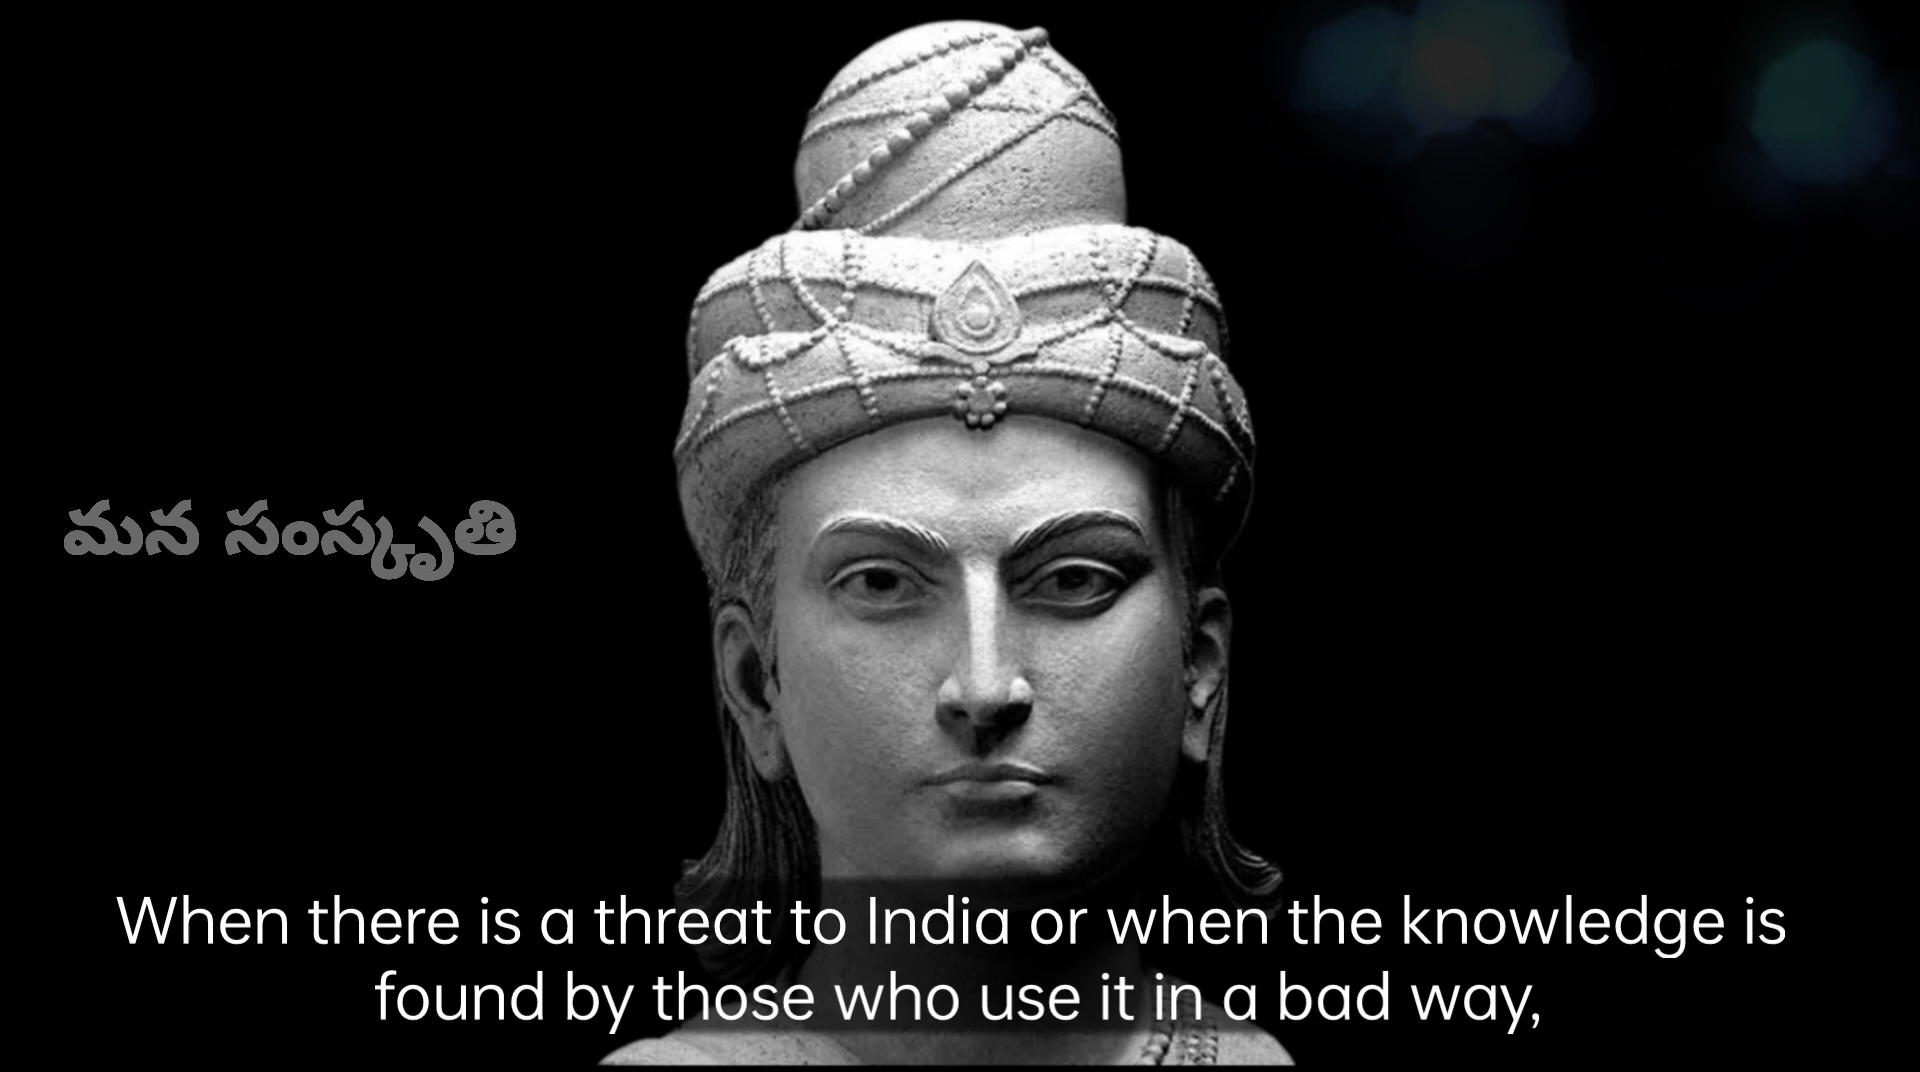 మన సంస్కృతి
When there is a threat to India or when the knowledge is
found by those who use it in a bad way,